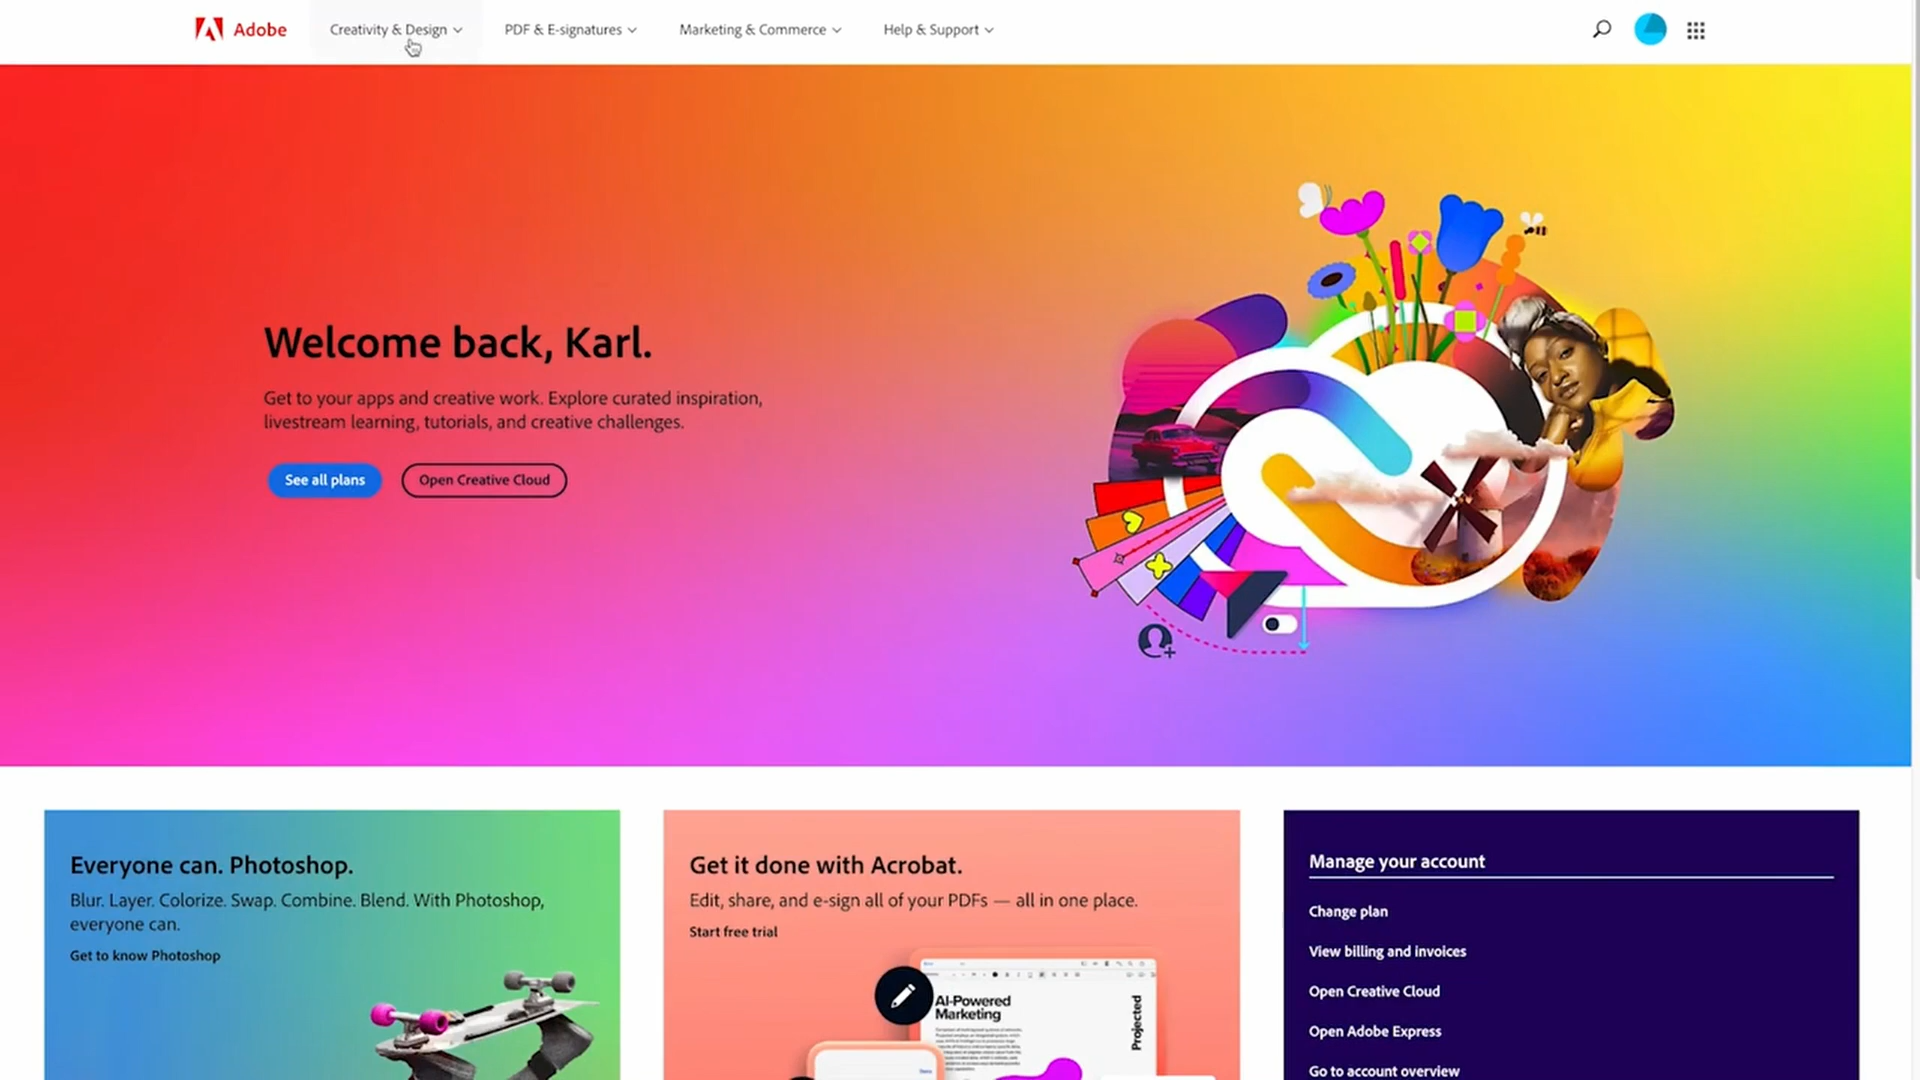 Adobe
Creativity & Design
PDF & E-signatures
Marketing & Commerce
Help & Support
Welcome back, Karl.
Get to your apps and creative work. Explore curated inspiration,
livestream learning, tutorials, and creative challenges.
See all plans
Open Creative Cloud
Everyone can. Photoshop.
Blur. Layer. Colorize. Swap. Combine. Blend. With Photoshop,
everyone can.
Get to know Photoshop
Get it done with Acrobat.
Edit, share, and e-sign all of your PDFs — all in one place.
Start free trial
AI-Powered
Marketing
Projected
Manage your account
Change plan
View billing and invoices
Open Creative Cloud
Open Adobe Express
Go to account overview